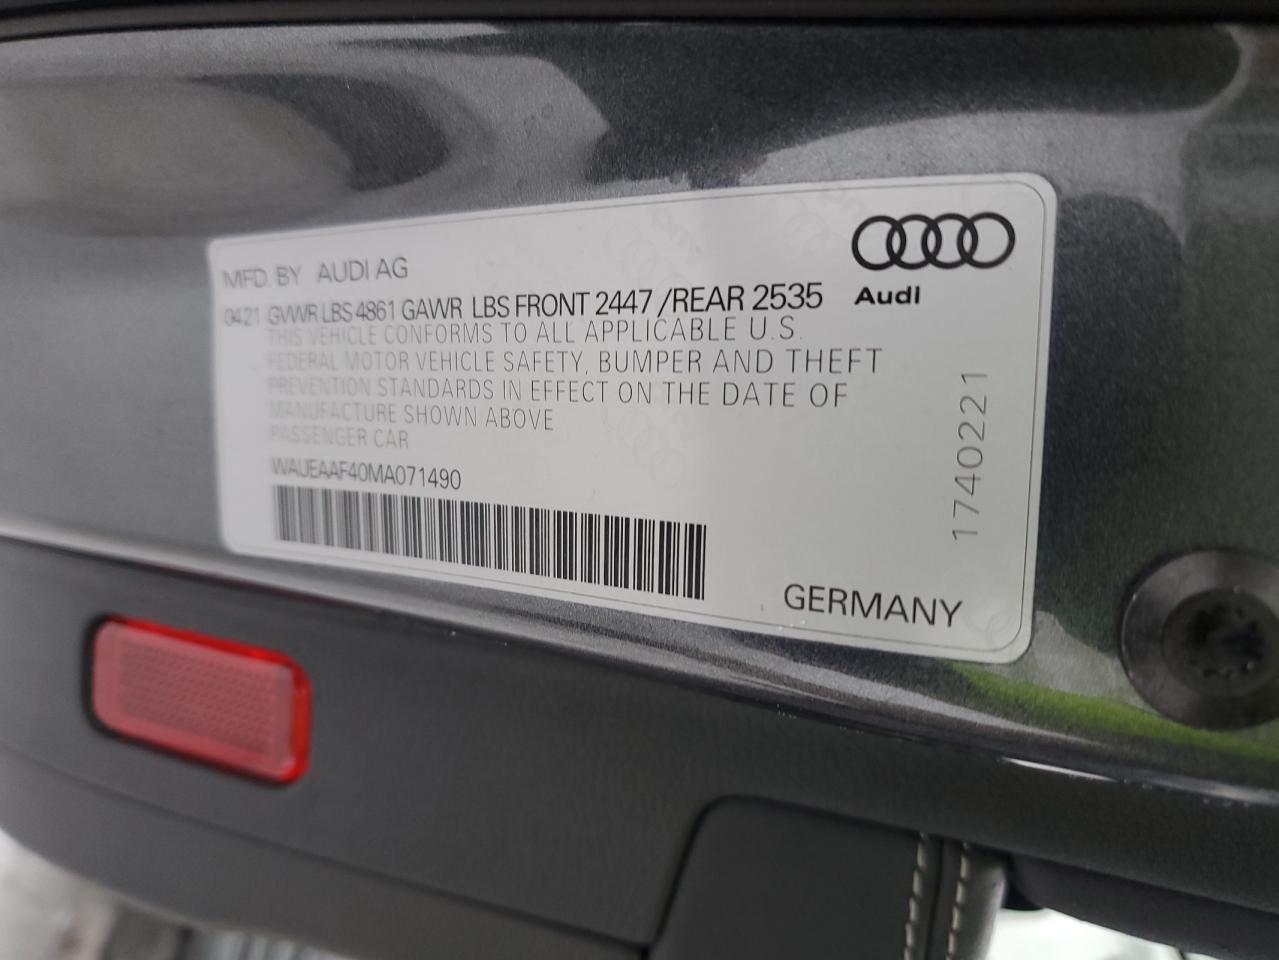 MFD. BY AUDI AG
Audi
04.21 GVWR LBS 4861 GAWR LBS FRONT 2447 /REAR 2535
THIS VEHICLE CONFORMS TO ALL APPLICABLE U.S.
FEDERAL MOTOR VEHICLE SAFETY, BUMPER AND THEFT
PREVENTION STANDARDS IN EFFECT ON THE DATE OF
MANUFACTURE SHOWN ABOVE
PASSENGER CAR
WAUEAAF40MA071490
17402221
GERMANY